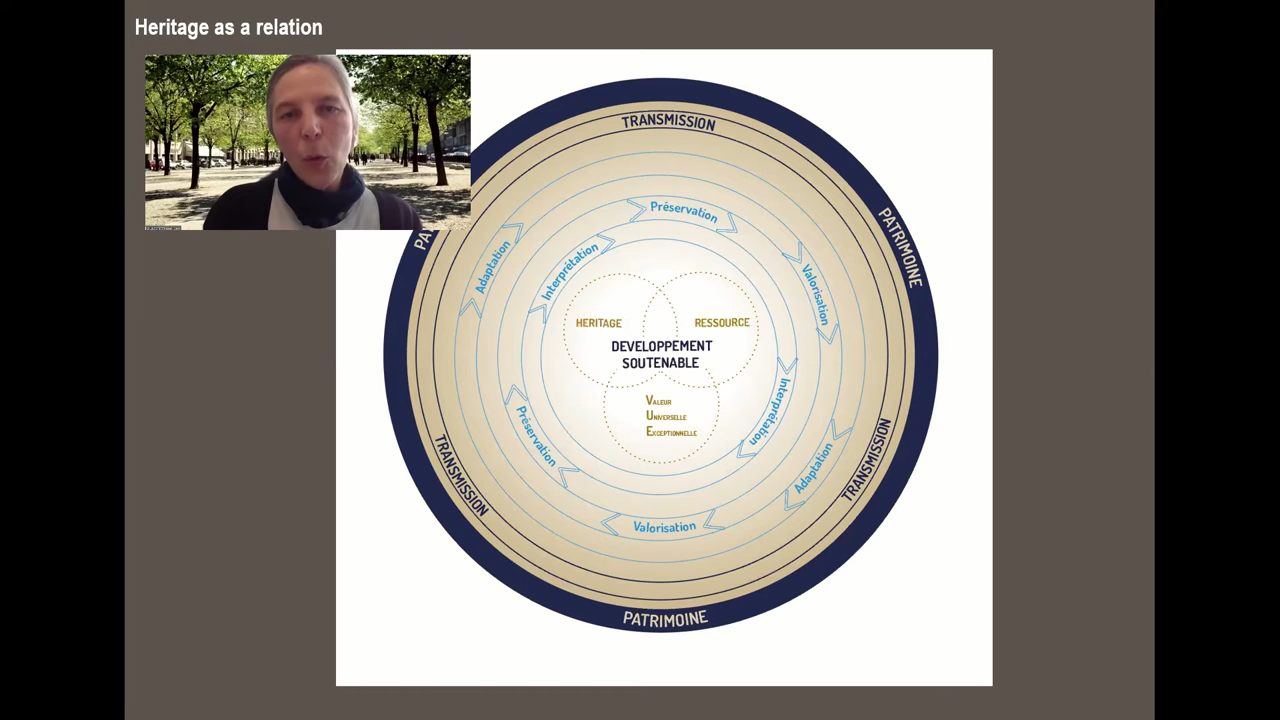 Heritage as a relation
TRANSMISSION
PA
PATRIMOINE
Préservation
Adaptation
Interprétation
Valorisation
HERITAGE
RESSOURCE
DEVELOPPEMENT
SOUTENABLE
VALEUR
UNIVERSELLE
EXCEPTIONNELLE
Interprétation
Préservation
Adaptation
TRANSMISSION
TRANSMISSION
Valorisation
PATRIMOINE